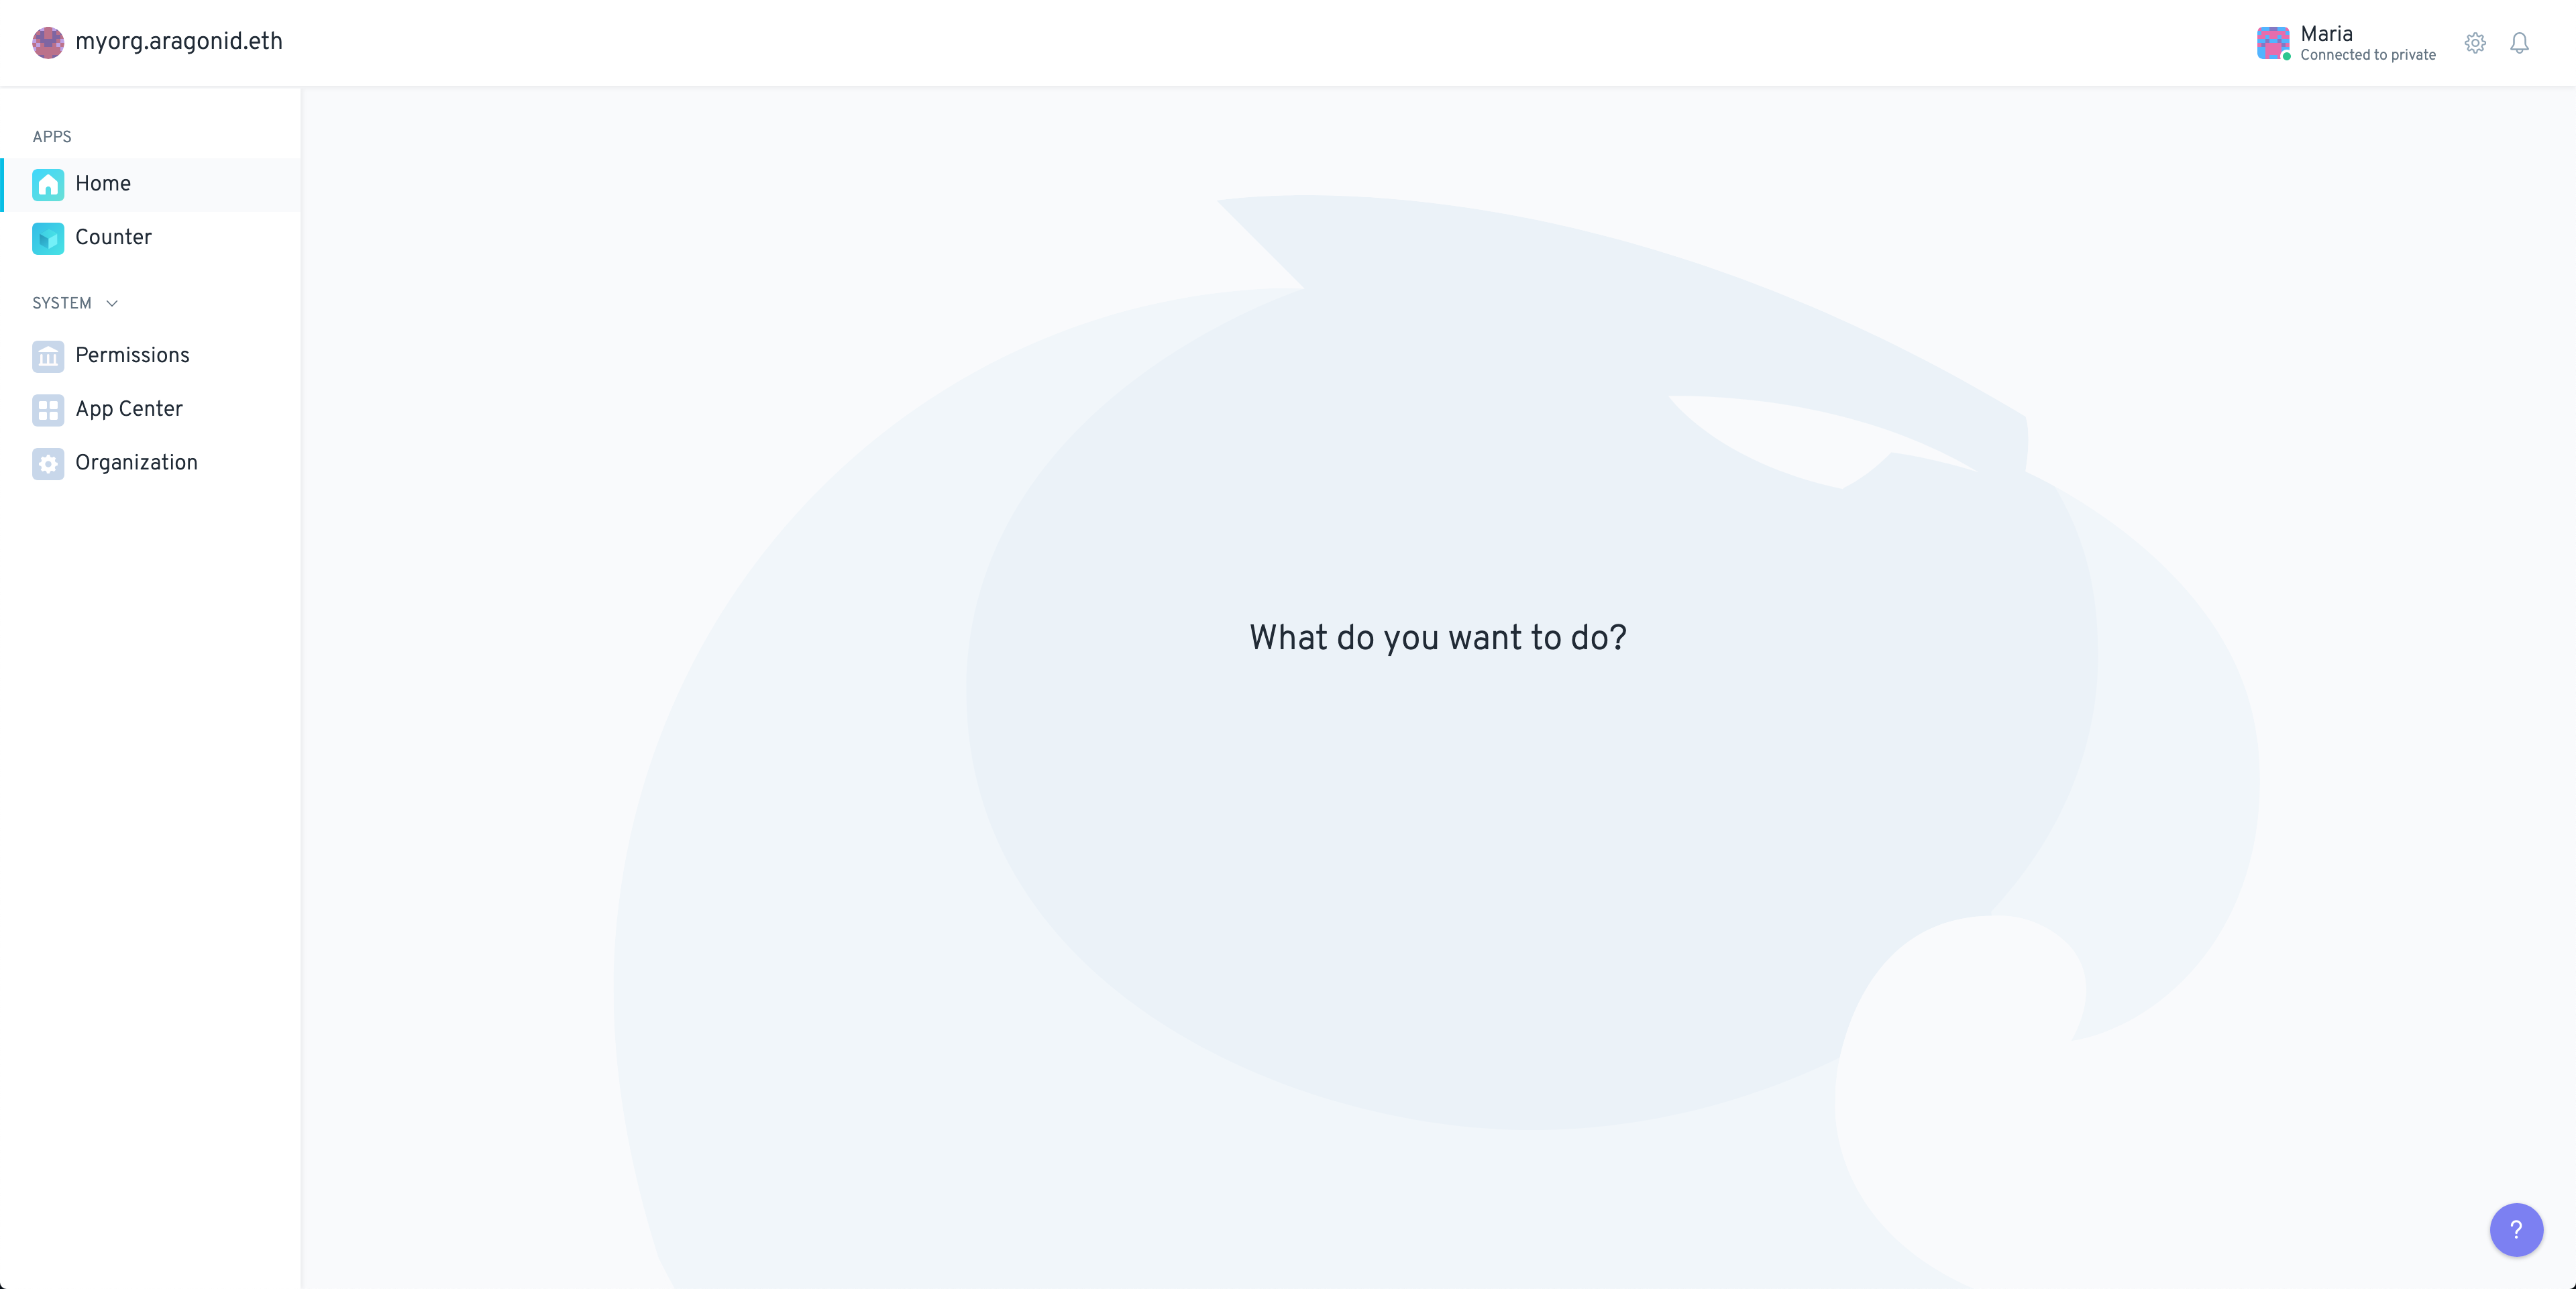 myorg.aragonid.eth
Maria
Connected to private
APPS
Home
Counter
SYSTEM
Permissions
App Center
Organization
What do you want to do?
?